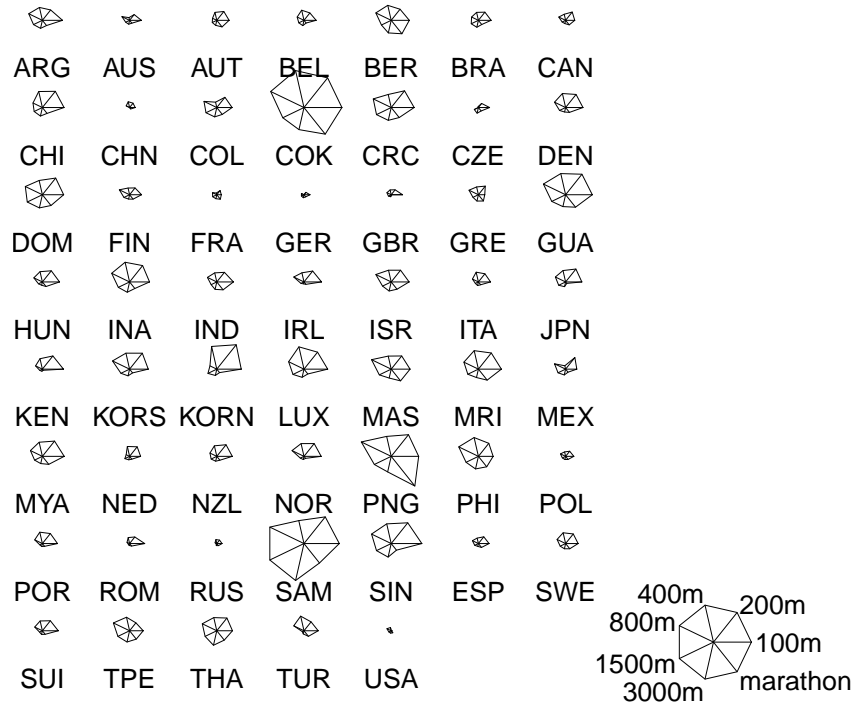 ARG AUS AUT BEL BER BRA CAN
CHI CHN COL COK CRC CZE DEN
DOM FIN FRA GER GBR GRE GUA
HUN INA IND IRL ISR ITA JPN
KEN KORS KORN LUX MAS MRI MEX
MYA NED NZL NOR PNG PHI POL
POR ROM RUS SAM SIN ESP SWE
SUI TPE THA TUR USA
400m 200m
800m 100m
1500m marathon
3000m